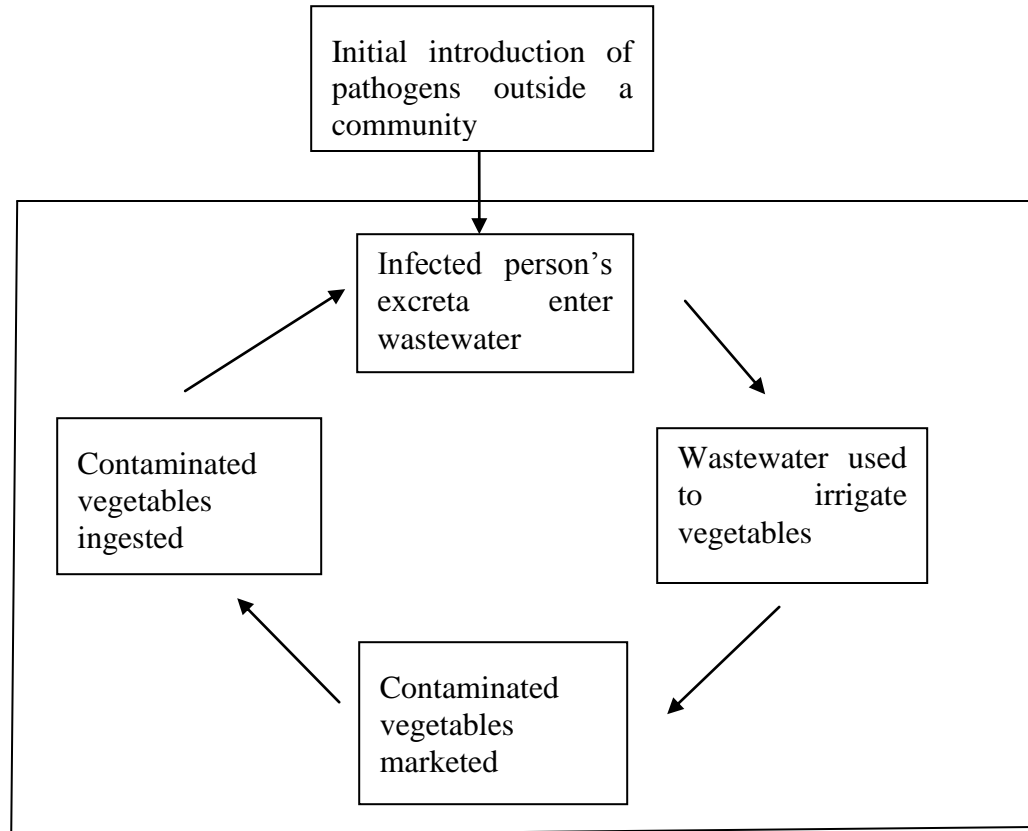 Initial introduction of
pathogens outside a
community
Infected person's
excreta enter
wastewater
Wastewater used
to irrigate
vegetables
Contaminated
vegetables
marketed
Contaminated
vegetables
ingested